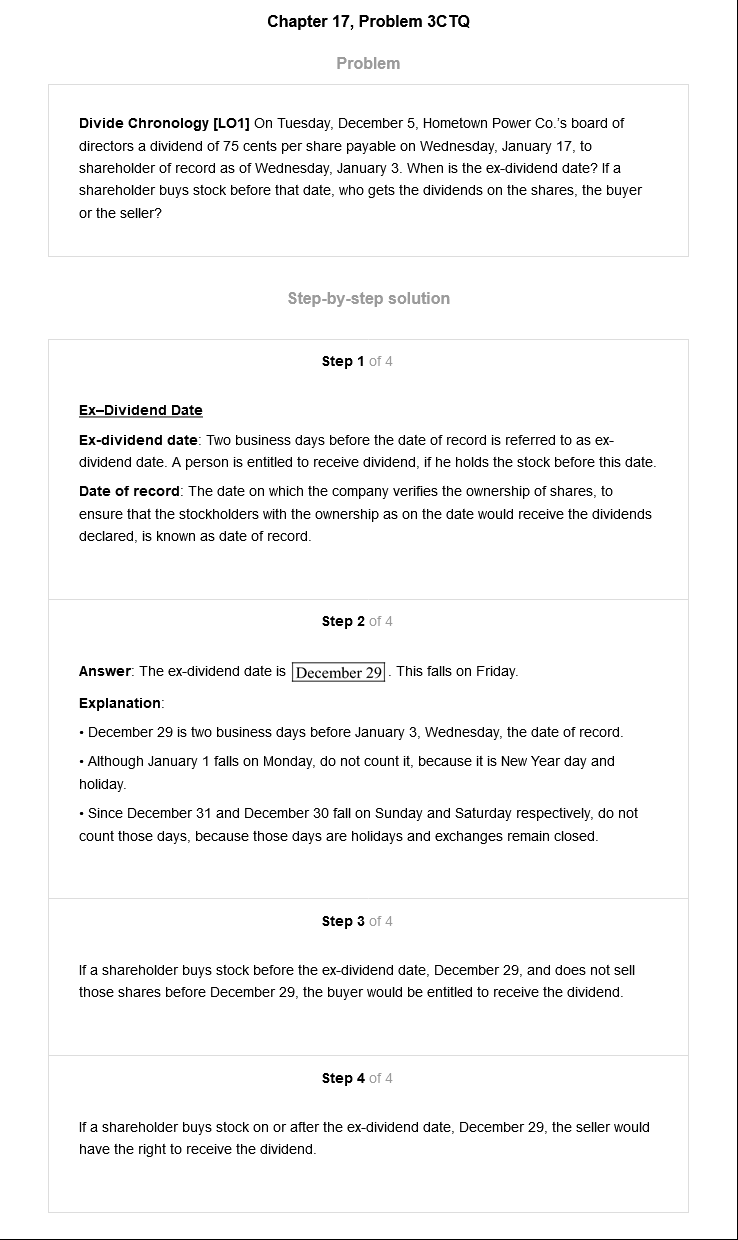 Chapter 17, Problem 3CTQ
Problem
Divide Chronology [LO1] On Tuesday, December 5, Hometown Power Co.'s board of
directors a dividend of 75 cents per share payable on Wednesday, January 17, to
shareholder of record as of Wednesday, January 3. When is the ex-dividend date? If a
shareholder buys stock before that date, who gets the dividends on the shares, the buyer
or the seller?
Step-by-step solution
Step 1 of 4
Ex–Dividend Date
Ex-dividend date: Two business days before the date of record is referred to as ex-
dividend date. A person is entitled to receive dividend, if he holds the stock before this date.
Date of record: The date on which the company verifies the ownership of shares, to
ensure that the stockholders with the ownership as on the date would receive the dividends
declared, is known as date of record.
Step 2 of 4
Answer: The ex-dividend date is December 29. This falls on Friday.
Explanation:
• December 29 is two business days before January 3, Wednesday, the date of record.
• Although January 1 falls on Monday, do not count it, because it is New Year day and
holiday.
• Since December 31 and December 30 fall on Sunday and Saturday respectively, do not
count those days, because those days are holidays and exchanges remain closed.
Step 3 of 4
If a shareholder buys stock before the ex-dividend date, December 29, and does not sell
those shares before December 29, the buyer would be entitled to receive the dividend.
Step 4 of 4
If a shareholder buys stock on or after the ex-dividend date, December 29, the seller would
have the right to receive the dividend.